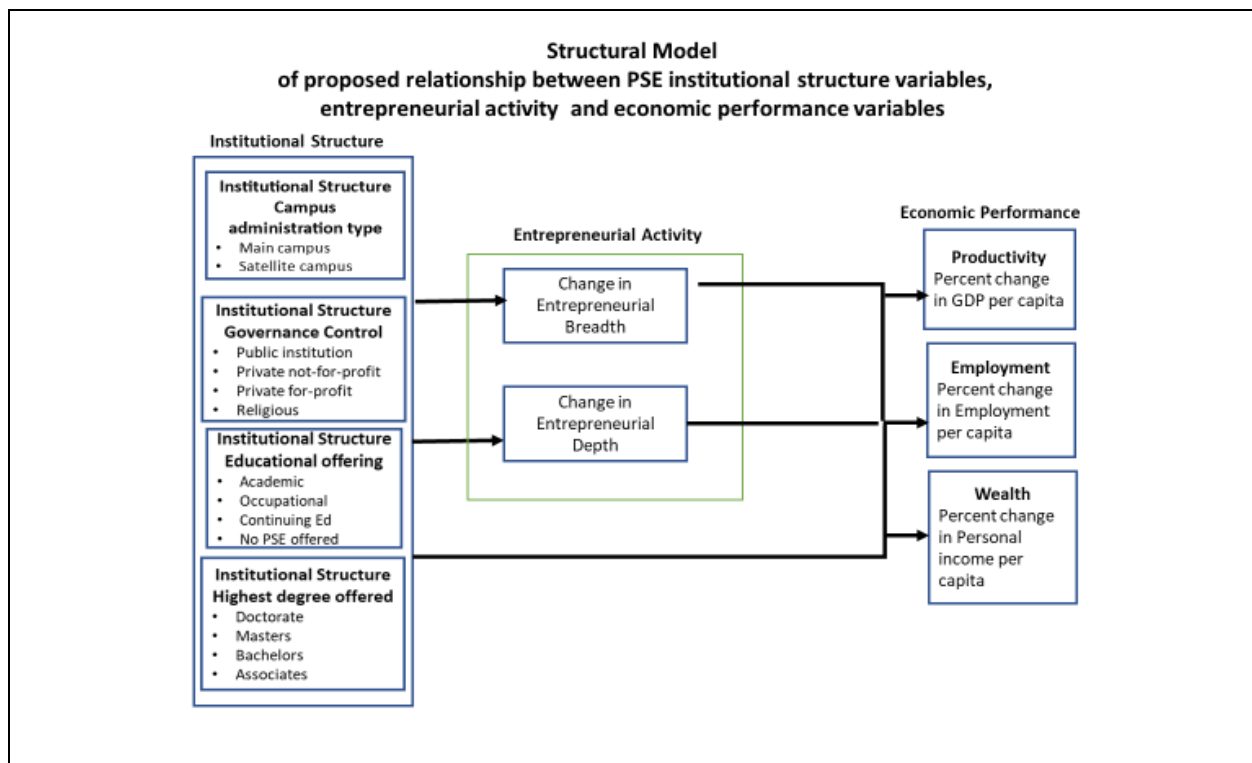 Structural Model
of proposed relationship between PSE institutional structure variables,
entrepreneurial activity and economic performance variables
Institutional Structure
Institutional Structure
Campus
administration type
• Main campus
• Satellite campus
Institutional Structure
Governance Control
• Public institution
• Private not-for-profit
• Private for-profit
• Religious
Institutional Structure
Educational offering
• Academic
• Occupational
• Continuing Ed
• No PSE offered
Institutional Structure
Highest degree offered
• Doctorate
• Masters
• Bachelors
• Associates
Entrepreneurial Activity
Change in
Entrepreneurial
Breadth
Change in
Entrepreneurial
Depth
Economic Performance
Productivity
Percent change
in GDP per capita
Employment
Percent change
in Employment
per capita
Wealth
Percent change
in Personal
income per
capita